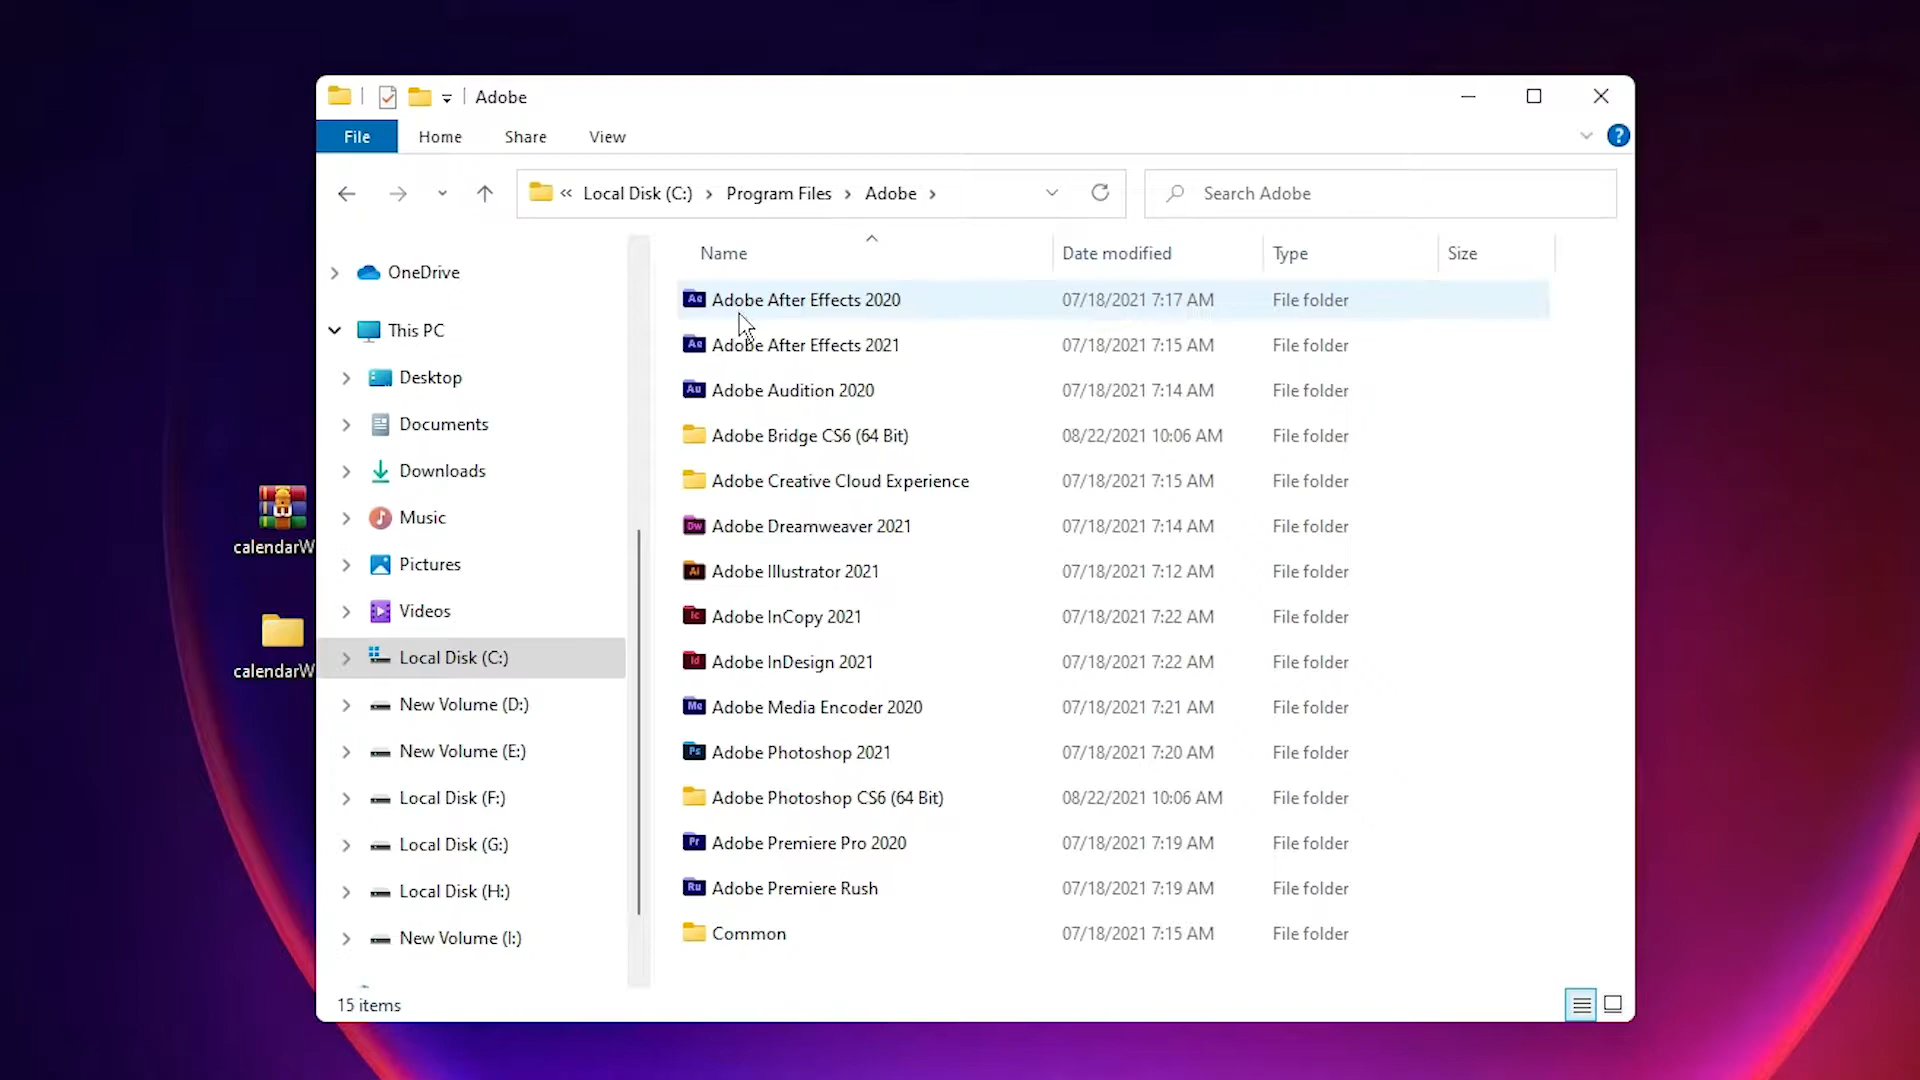 Adobe
File Home Share View
« Local Disk (C:) › Program Files › Adobe ›
Search Adobe
Name Date modified Type Size
OneDrive
This PC
Desktop
Documents
Downloads
Music
Pictures
Videos
Local Disk (C:)
New Volume (D:)
New Volume (E:)
Local Disk (F:)
Local Disk (G:)
Local Disk (H:)
New Volume (I:)
Adobe After Effects 2020 07/18/2021 7:17 AM File folder
Adobe After Effects 2021 07/18/2021 7:15 AM File folder
Adobe Audition 2020 07/18/2021 7:14 AM File folder
Adobe Bridge CS6 (64 Bit) 08/22/2021 10:06 AM File folder
Adobe Creative Cloud Experience 07/18/2021 7:15 AM File folder
Adobe Dreamweaver 2021 07/18/2021 7:14 AM File folder
Adobe Illustrator 2021 07/18/2021 7:12 AM File folder
Adobe InCopy 2021 07/18/2021 7:22 AM File folder
Adobe InDesign 2021 07/18/2021 7:22 AM File folder
Adobe Media Encoder 2020 07/18/2021 7:21 AM File folder
Adobe Photoshop 2021 07/18/2021 7:20 AM File folder
Adobe Photoshop CS6 (64 Bit) 08/22/2021 10:06 AM File folder
Adobe Premiere Pro 2020 07/18/2021 7:19 AM File folder
Adobe Premiere Rush 07/18/2021 7:19 AM File folder
Common 07/18/2021 7:15 AM File folder
15 items
calendarW
calendarW